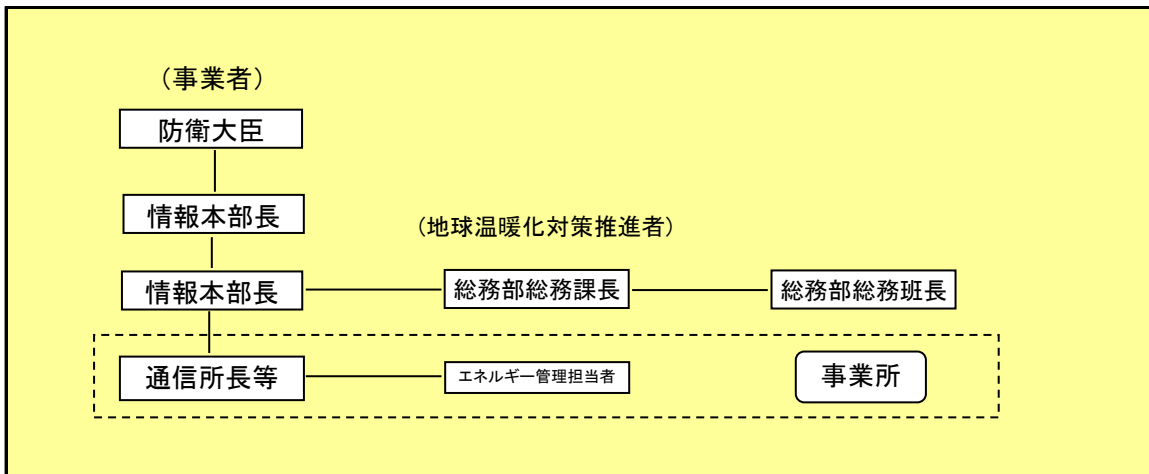 （事業者）
防衛大臣
情報本部長
（地球温暖化対策推進者）
情報本部長
総務部総務課長
総務部総務班長
通信所長等
エネルギー管理担当者
事業所